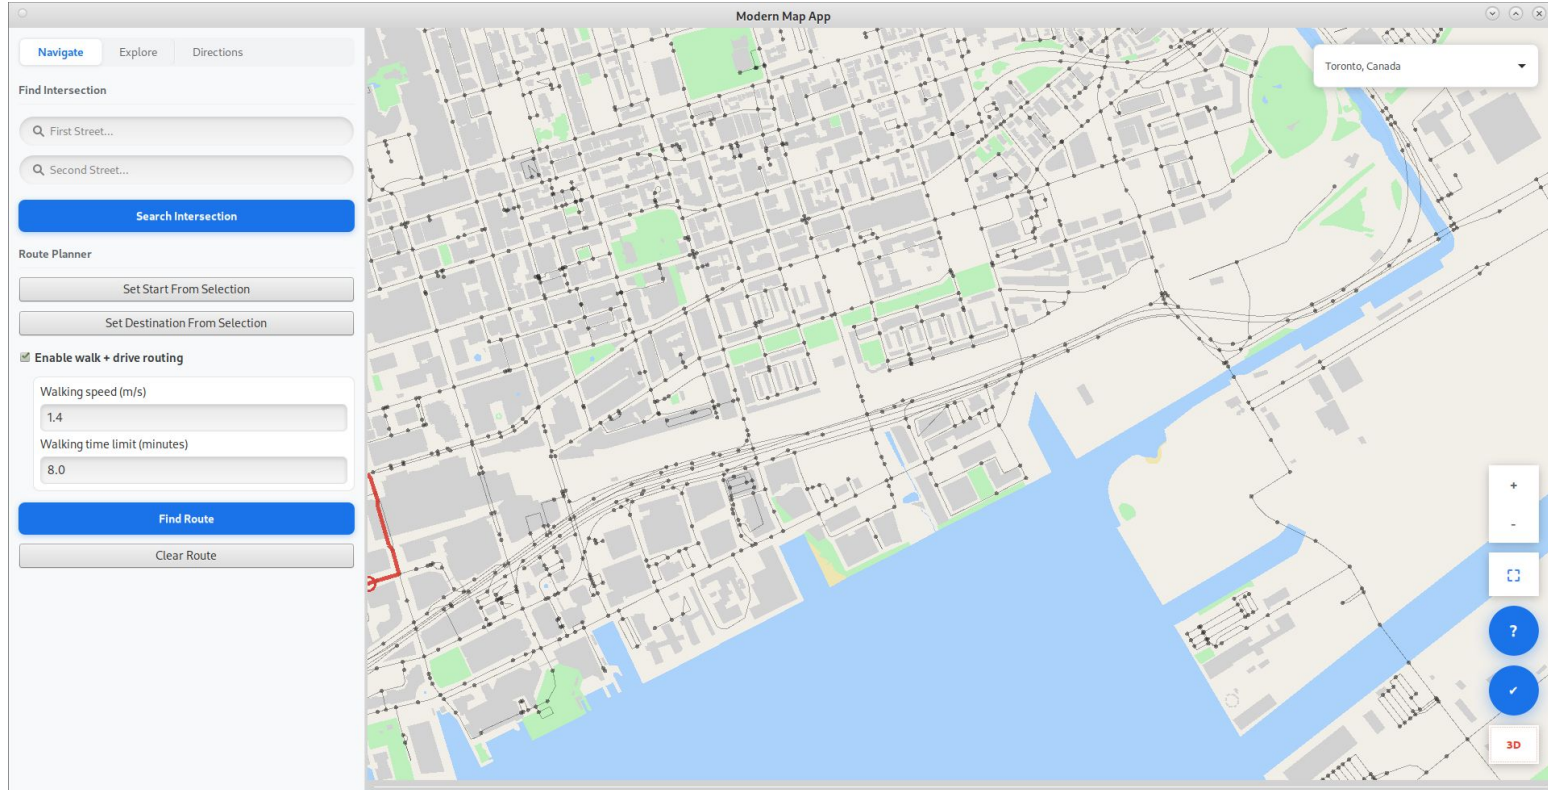 Modern Map App
Navigate Explore Directions
Find Intersection
First Street...
Second Street...
Search Intersection
Route Planner
Set Start From Selection
Set Destination From Selection
Enable walk + drive routing
Walking speed (m/s)
1.4
Walking time limit (minutes)
8.0
Find Route
Clear Route
Toronto, Canada
+
-
?
3D